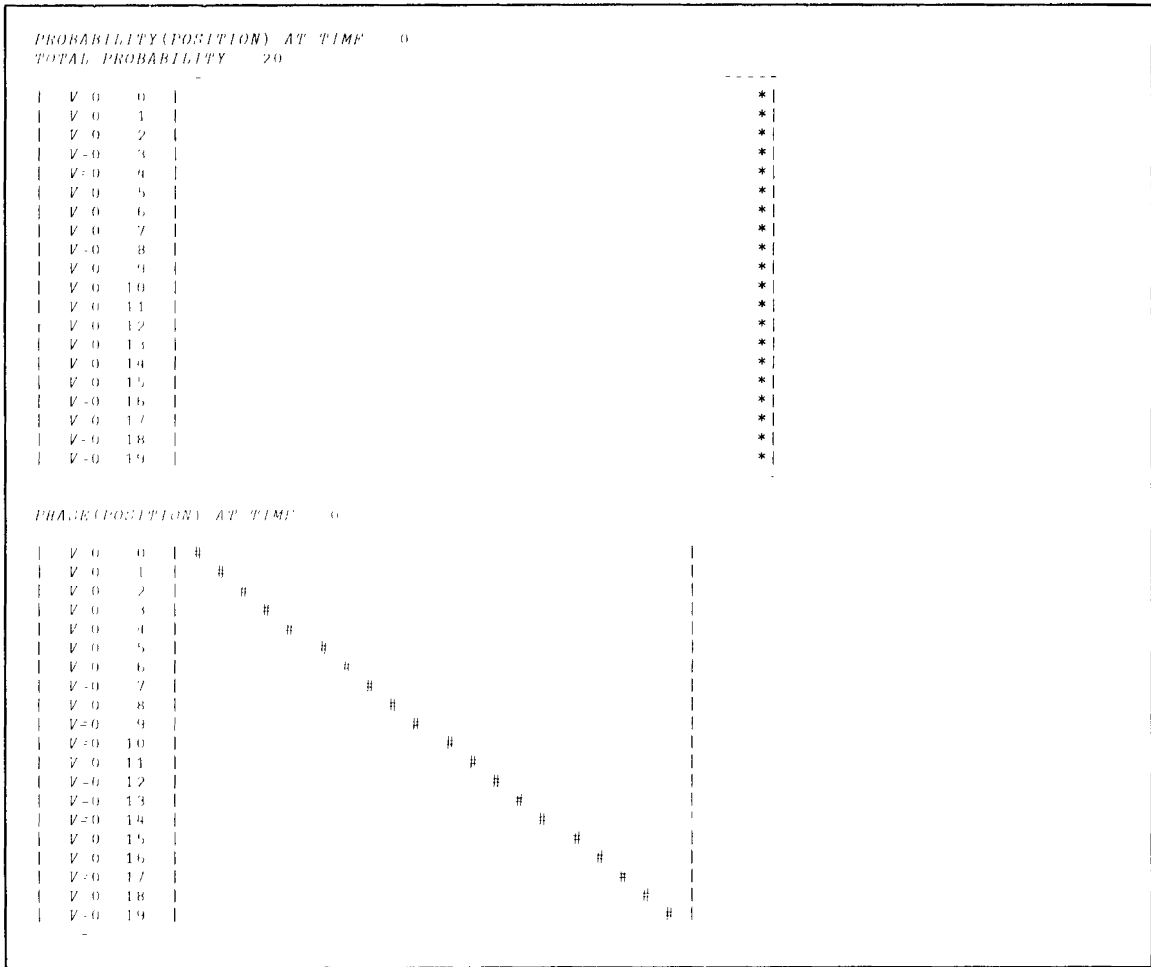 PROBABILITY(POSITION) AT TIME 0
TOTAL PROBABILITY 20
| V 0 0 | * |
| V 0 1 | * |
| V 0 2 | * |
| V-0 3 | * |
| V=0 4 | * |
| V 0 5 | * |
| V 0 6 | * |
| V 0 7 | * |
| V-0 8 | * |
| V 0 9 | * |
| V 0 10 | * |
| V 0 11 | * |
| V 0 12 | * |
| V 0 13 | * |
| V 0 14 | * |
| V 0 15 | * |
| V-0 16 | * |
| V 0 17 | * |
| V-0 18 | * |
| V-0 19 | * |
PHASE(POSITION) AT TIME 0
| V 0 0 | # |
| V 0 1 | # |
| V 0 2 | # |
| V 0 3 | # |
| V 0 4 | # |
| V 0 5 | # |
| V 0 6 | # |
| V-0 7 | # |
| V 0 8 | # |
| V=0 9 | # |
| V=0 10 | # |
| V 0 11 | # |
| V-0 12 | # |
| V-0 13 | # |
| V=0 14 | # |
| V 0 15 | # |
| V 0 16 | # |
| V=0 17 | # |
| V 0 18 | # |
| V-0 19 | # |